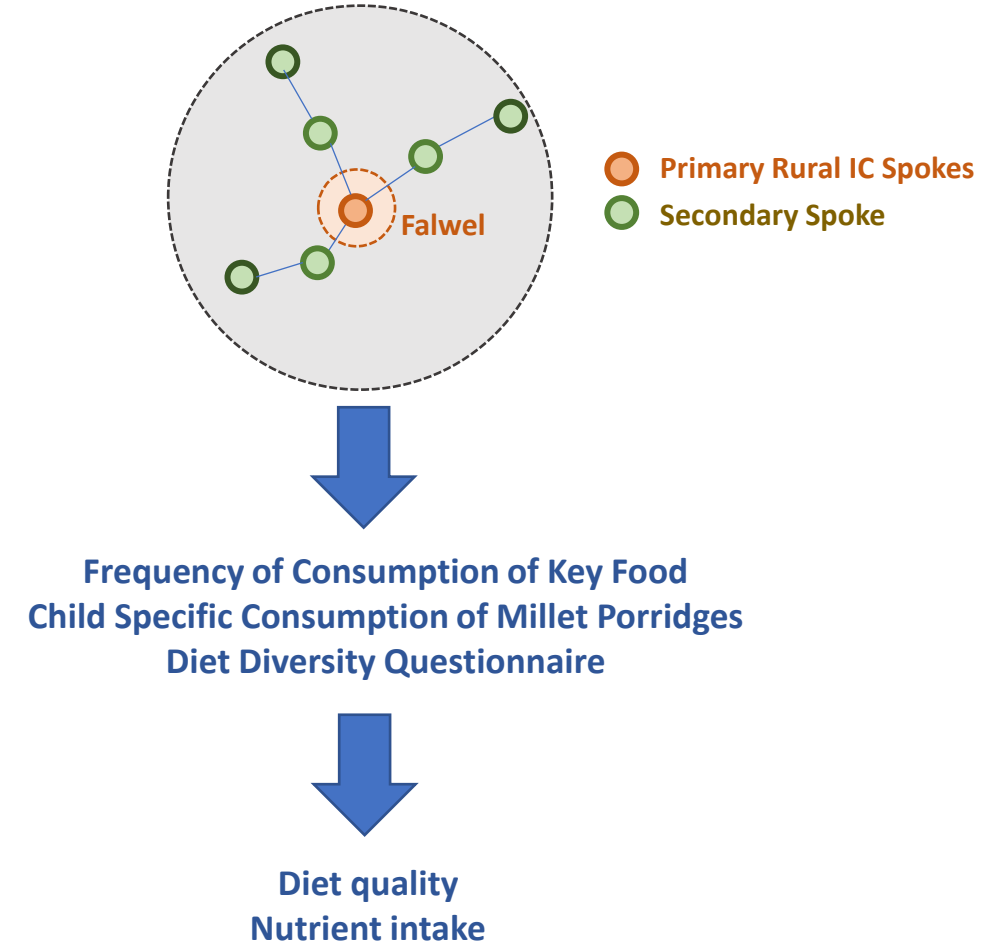 Falwel
Primary Rural IC Spokes
Secondary Spoke
Frequency of Consumption of Key Food
Child Specific Consumption of Millet Porridges
Diet Diversity Questionnaire
Diet quality
Nutrient intake